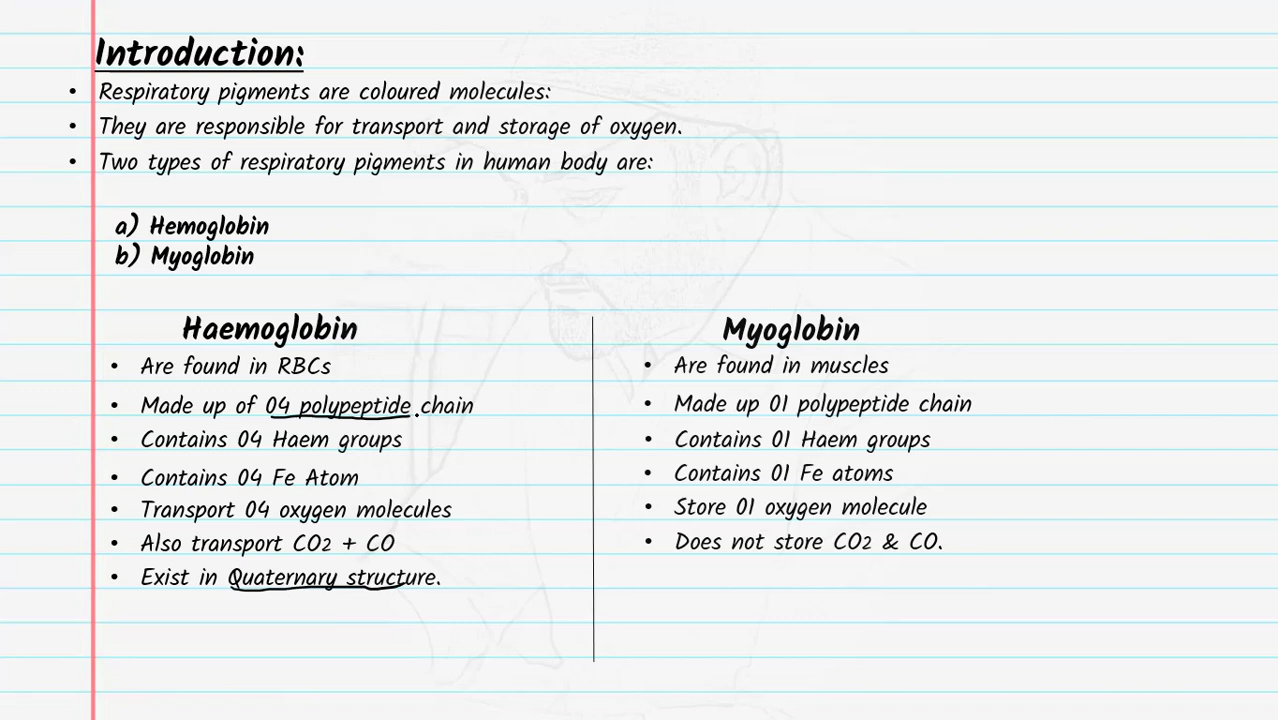 Introduction:
• Respiratory pigments are coloured molecules:
• They are responsible for transport and storage of oxygen.
• Two types of respiratory pigments in human body are:
a) Hemoglobin
b) Myoglobin
Haemoglobin
• Are found in RBCs
• Made up of 04 polypeptide chain
• Contains 04 Haem groups
• Contains 04 Fe Atom
• Transport 04 oxygen molecules
• Also transport CO2 + CO
• Exist in Quaternary structure.
Myoglobin
• Are found in muscles
• Made up 01 polypeptide chain
• Contains 01 Haem groups
• Contains 01 Fe atoms
• Store 01 oxygen molecule
• Does not store CO2 & CO.